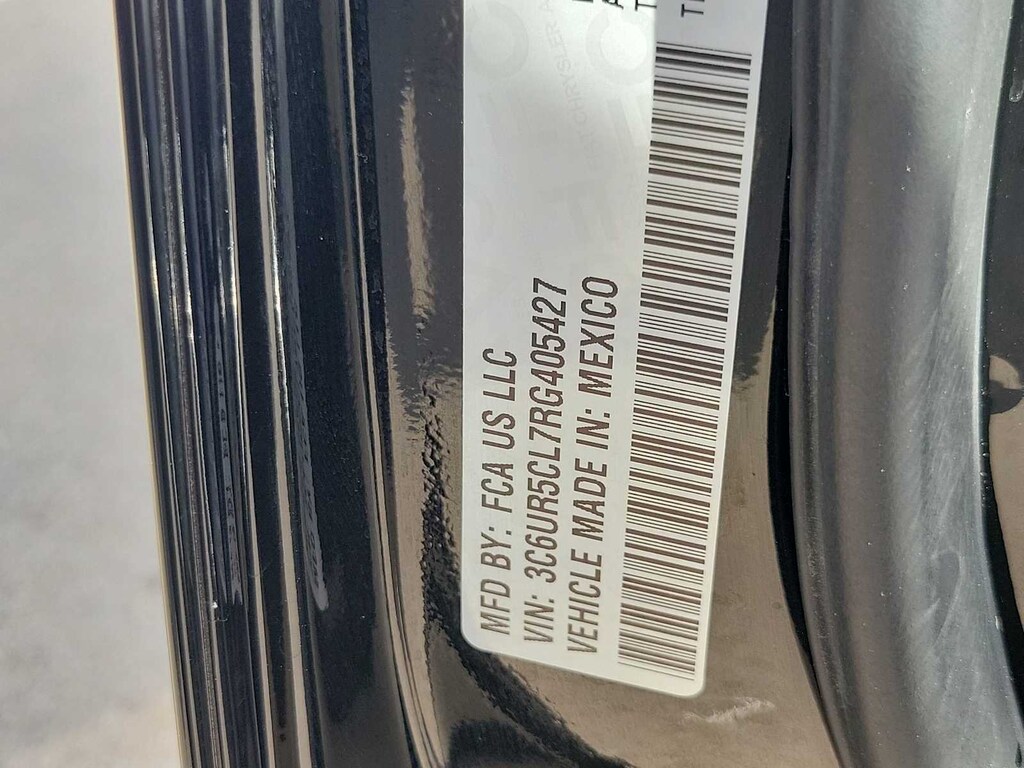 MFD BY: FCA US LLC
VIN: 3C6UR5CL7RG405427
VEHICLE MADE IN: MEXICO